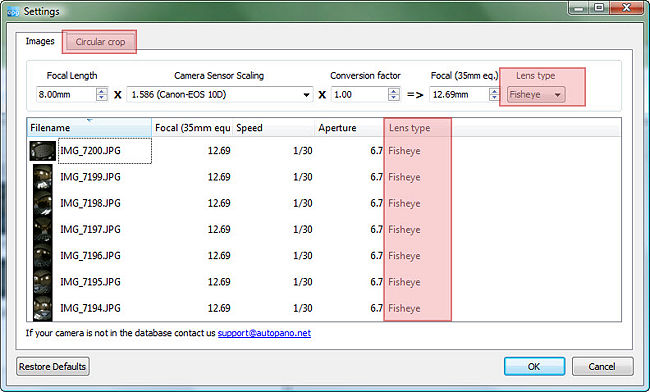 Settings
Images Circular crop
Focal Length Camera Sensor Scaling Conversion factor Focal (35mm eq.) Lens type
8.00mm X 1.586 (Canon-EOS 10D) X 1.00 => 12.69mm Fisheye
Filename Focal (35mm equ Speed Aperture Lens type
IMG_7200.JPG 12.69 1/30 6.7 Fisheye
IMG_7199.JPG 12.69 1/30 6.7 Fisheye
IMG_7198.JPG 12.69 1/30 6.7 Fisheye
IMG_7197.JPG 12.69 1/30 6.7 Fisheye
IMG_7196.JPG 12.69 1/30 6.7 Fisheye
IMG_7195.JPG 12.69 1/30 6.7 Fisheye
IMG_7194.JPG 12.69 1/30 6.7 Fisheye
If your camera is not in the database contact us support@autopano.net
Restore Defaults OK Cancel